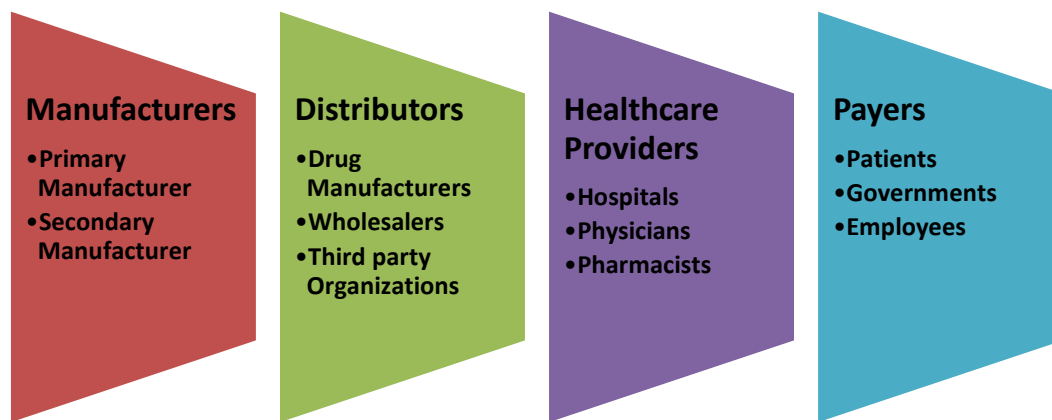 Manufacturers
•Primary
Manufacturer
•Secondary
Manufacturer
Distributors
•Drug
Manufacturers
•Wholesalers
•Third party
Organizations
Healthcare
Providers
•Hospitals
•Physicians
•Pharmacists
Payers
•Patients
•Governments
•Employees